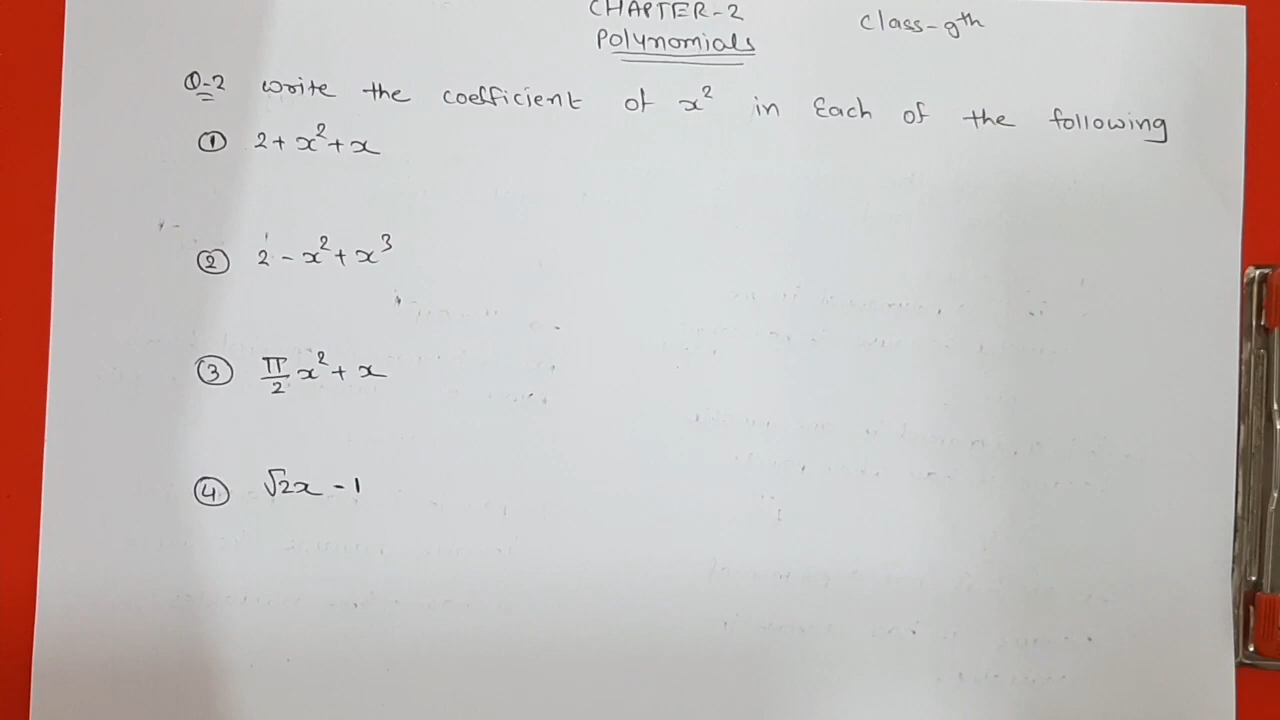 CHAPTER-2
Class-9th
Polynomials
Q-2 write the coefficient of x² in Each of the following
① 2 + x² + x
② 2 - x² + x³
③ π/2 x² + x
④ √2x - 1